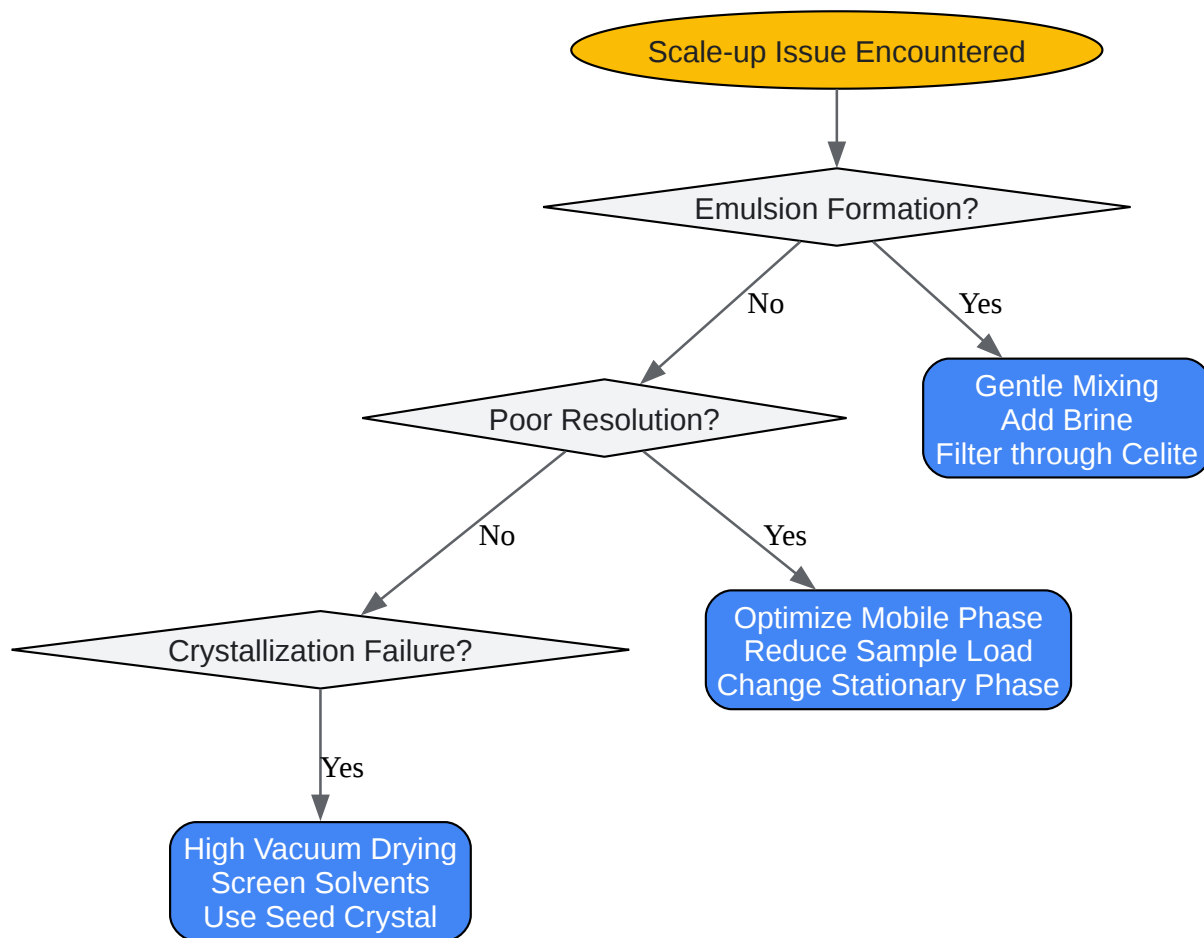 Scale-up Issue Encountered
Emulsion Formation?
No
Yes
Gentle Mixing
Add Brine
Filter through Celite
Poor Resolution?
No
Yes
Optimize Mobile Phase
Reduce Sample Load
Change Stationary Phase
Crystallization Failure?
Yes
High Vacuum Drying
Screen Solvents
Use Seed Crystal